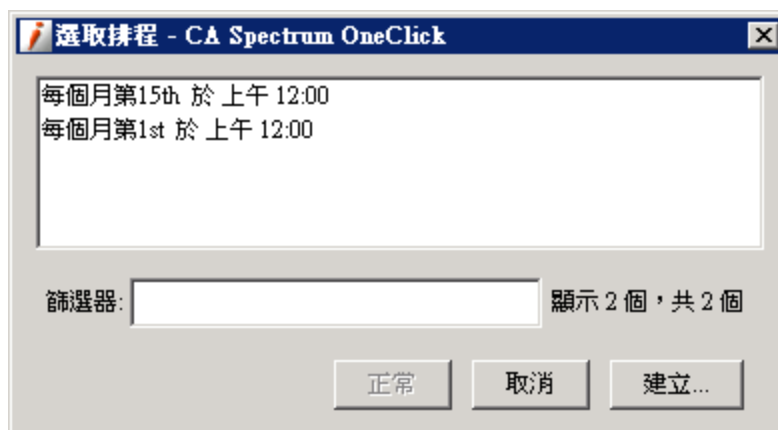 選取排程 - CA Spectrum OneClick
每個月第15th 於 上午 12:00
每個月第1st 於 上午 12:00
篩選器:
顯示 2 個，共 2 個
正常 取消 建立...